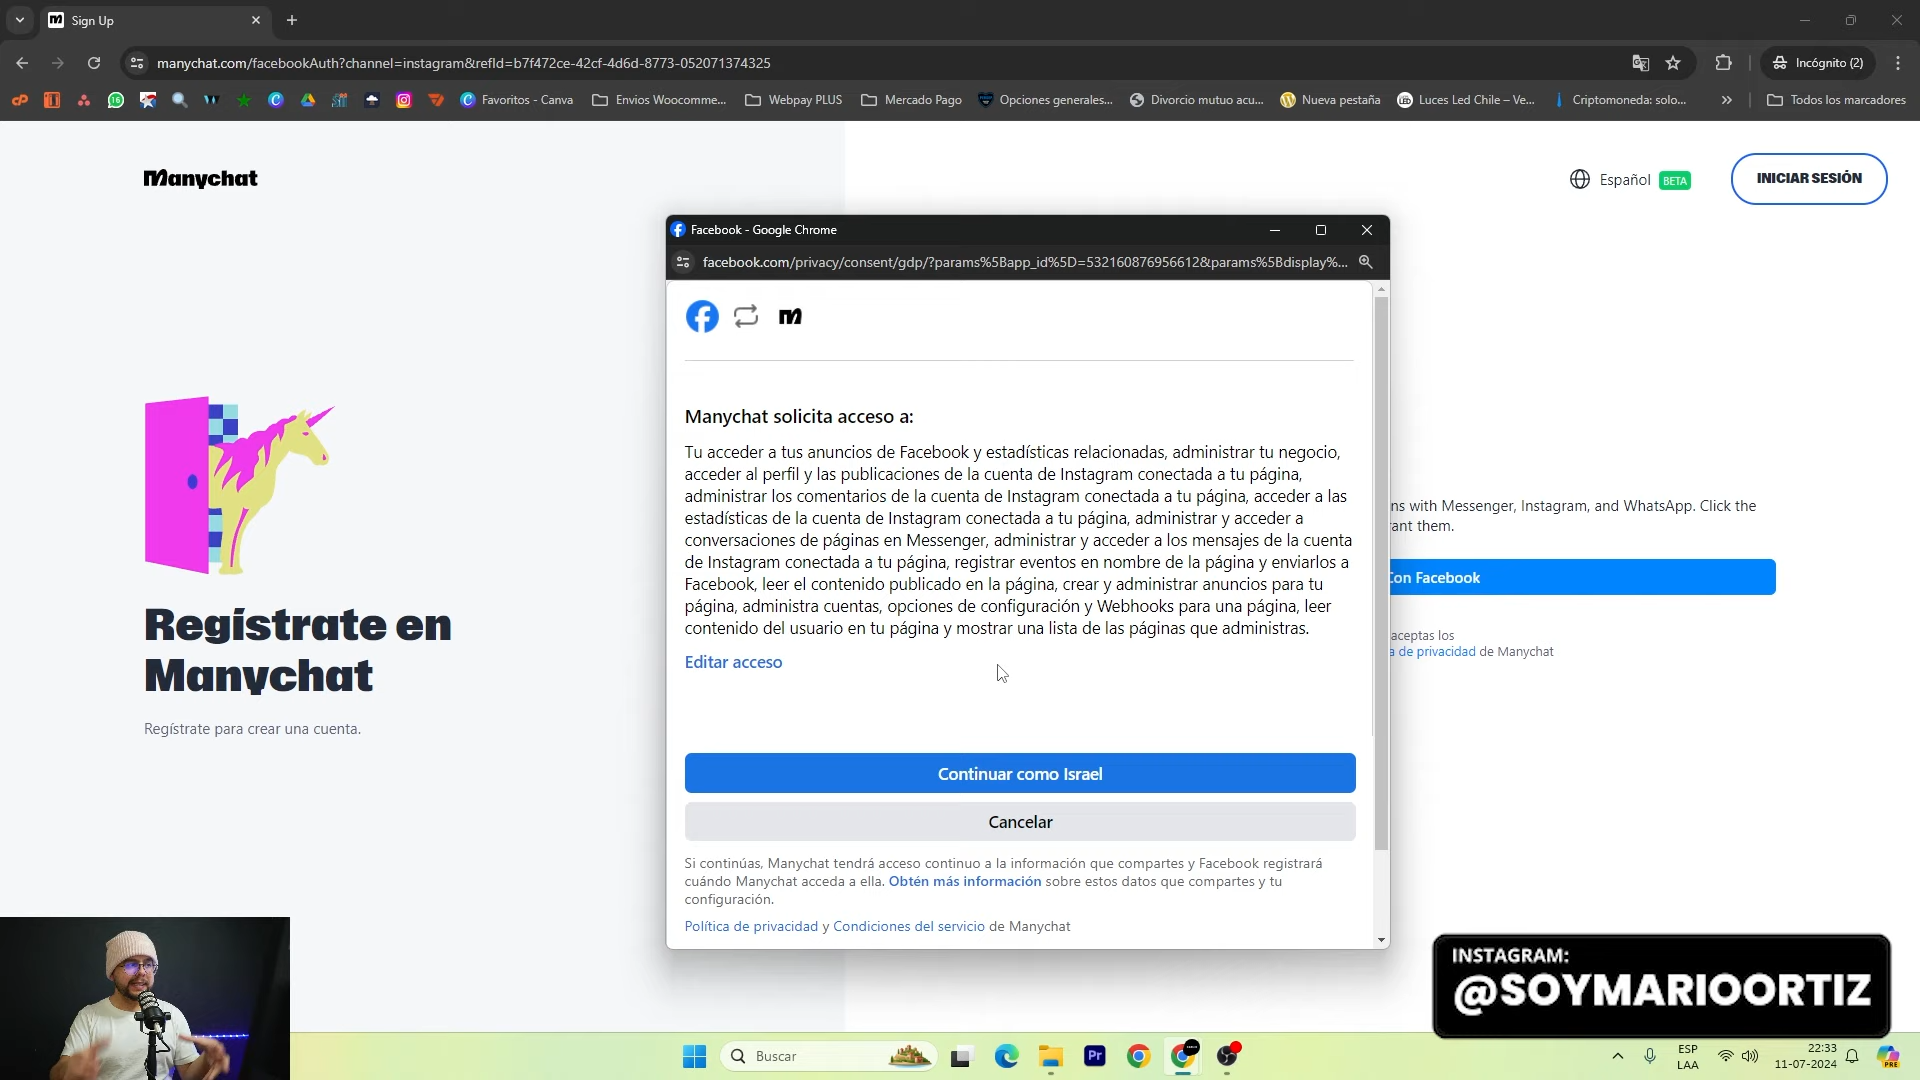 Sign Up
manychat.com/facebookAuth?channel=instagram&refId=b7f472ce-42cf-4d6d-8773-052071374325
Incógnito (2)
Favoritos - Canva
Envios Woocomme...
Webpay PLUS
Mercado Pago
Opciones generales...
Divorcio mutuo acu...
Nueva pestaña
Luces Led Chile – Ve...
Criptomoneda: solo...
Todos los marcadores
Manychat
Español BETA
INICIAR SESIÓN
Facebook - Google Chrome
facebook.com/privacy/consent/gdp/?params%5Bapp_id%5D=532160876956612&params%5Bdisplay%...
Manychat solicita acceso a:
Tu acceder a tus anuncios de Facebook y estadísticas relacionadas, administrar tu negocio,
acceder al perfil y las publicaciones de la cuenta de Instagram conectada a tu página,
administrar los comentarios de la cuenta de Instagram conectada a tu página, acceder a las
estadísticas de la cuenta de Instagram conectada a tu página, administrar y acceder a
conversaciones de páginas en Messenger, administrar y acceder a los mensajes de la cuenta
de Instagram conectada a tu página, registrar eventos en nombre de la página y enviarlos a
Facebook, leer el contenido publicado en la página, crear y administrar anuncios para tu
página, administra cuentas, opciones de configuración y Webhooks para una página, leer
contenido del usuario en tu página y mostrar una lista de las páginas que administras.
Editar acceso
Continuar como Israel
Cancelar
Si continúas, Manychat tendrá acceso continuo a la información que compartes y Facebook registrará
cuándo Manychat acceda a ella. Obtén más información sobre estos datos que compartes y tu
configuración.
Política de privacidad y Condiciones del servicio de Manychat
ns with Messenger, Instagram, and WhatsApp. Click the
rant them.
Con Facebook
aceptas los
a de privacidad de Manychat
Regístrate en
Manychat
Regístrate para crear una cuenta.
INSTAGRAM:
@SOYMARIOORTIZ
Buscar
Pr
ESP
LAA
22:33
11-07-2024
PRE